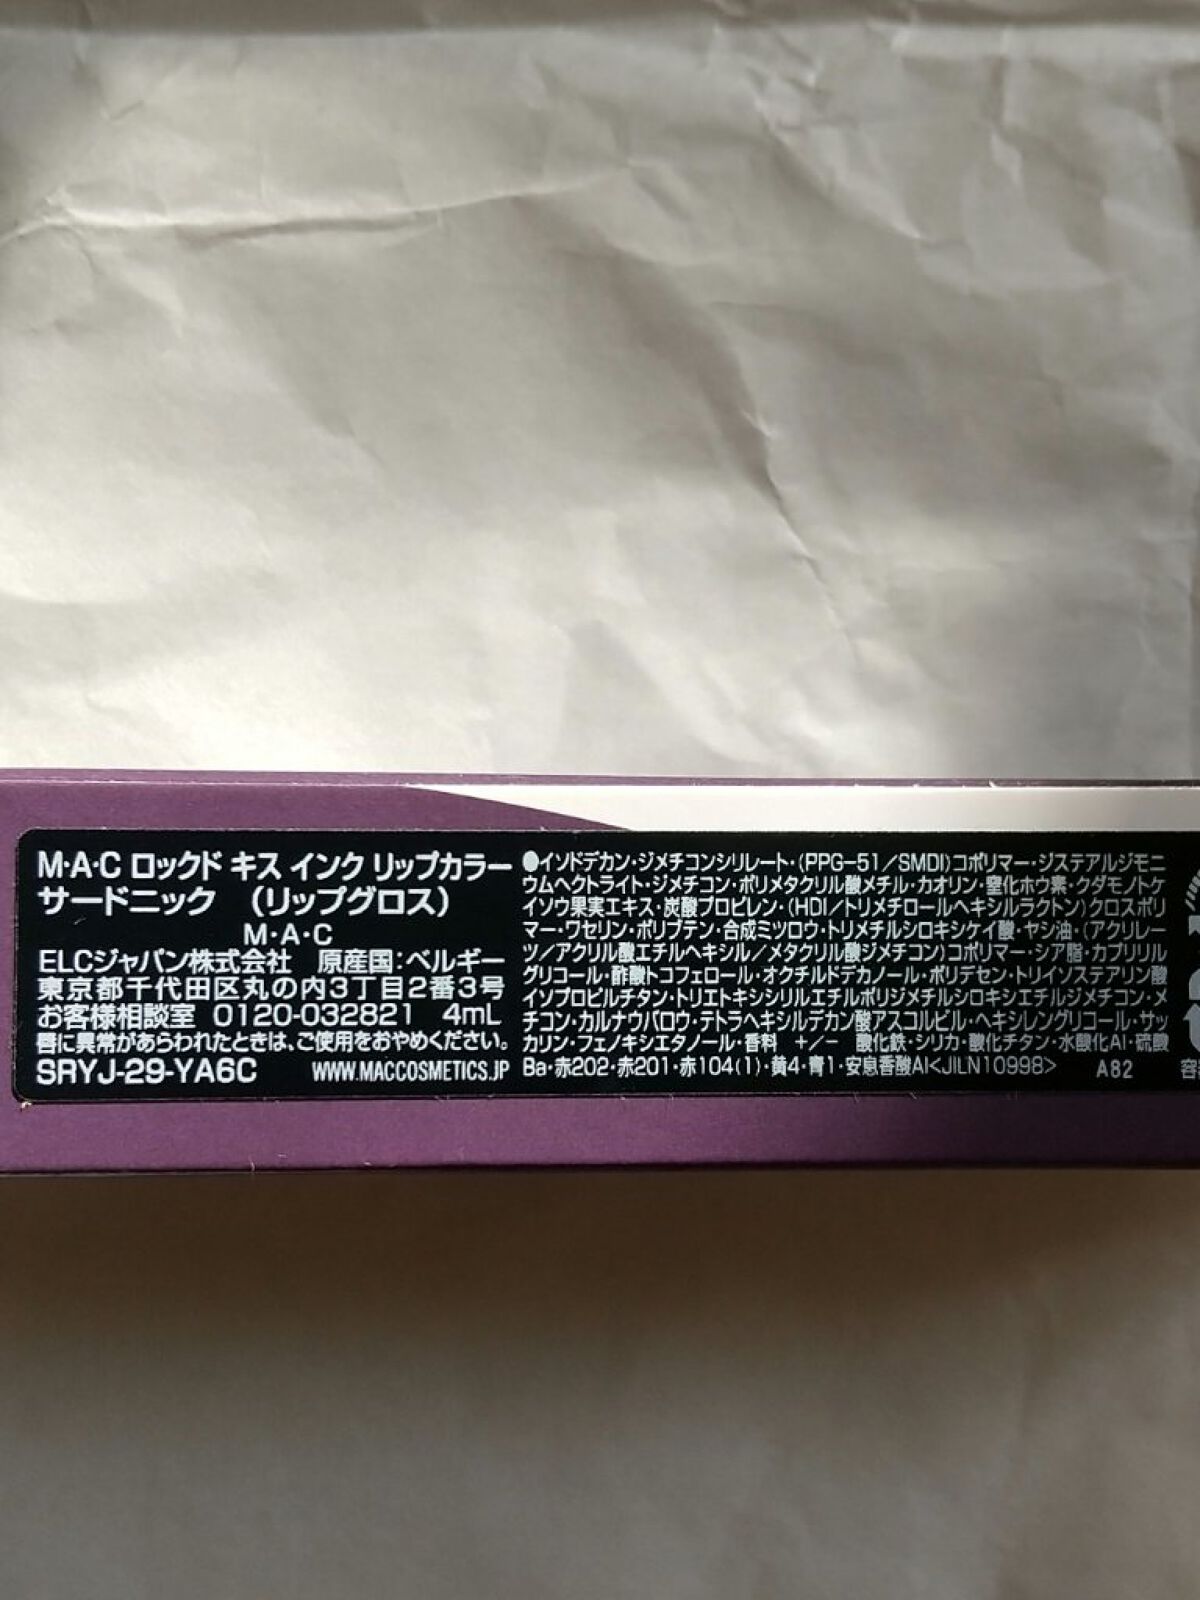 M・A・C ロックド キス インク リップカラー
サードニック （リップグロス）
M・A・C
ELCジャパン株式会社 原産国：ベルギー
東京都千代田区丸の内3丁目2番3号
お客様相談室 0120-032821 4mL
唇に異常があらわれたときは、ご使用をおやめください。
SRYJ-29-YA6C WWW.MACCOSMETICS.JP
●イソドデカン・ジメチコンシリレート・(PPG-51/SMDI)コポリマー・ジステアルジモニ
ウムヘクトライト・ジメチコン・ポリメタクリル酸メチル・カオリン・窒化ホウ素・クダモノトケ
イソウ果実エキス・炭酸プロピレン・(HDI/トリメチロールヘキシルラクトン)クロスポリ
マー・ワセリン・ポリブテン・合成ミツロウ・トリメチルシロキシケイ酸・ヤシ油・(アクリレー
ツ/アクリル酸エチルヘキシル/メタクリル酸ジメチコン)コポリマー・シア脂・カプリリル
グリコール・酢酸トコフェロール・オクチルドデカノール・ポリデセン・トリイソステアリン酸
イソプロピルチタン・トリエトキシシリルエチルポリジメチルシロキシエチルジメチコン・メ
チコン・カルナウバロウ・テトラヘキシルデカン酸アスコルビル・ヘキシレングリコール・サッ
カリン・フェノキシエタノール・香料 +/- 酸化鉄・シリカ・酸化チタン・水酸化Al・硫酸
Ba・赤202・赤201・赤104(1)・黄4・青1・安息香酸Al<JILN10998> A82
容